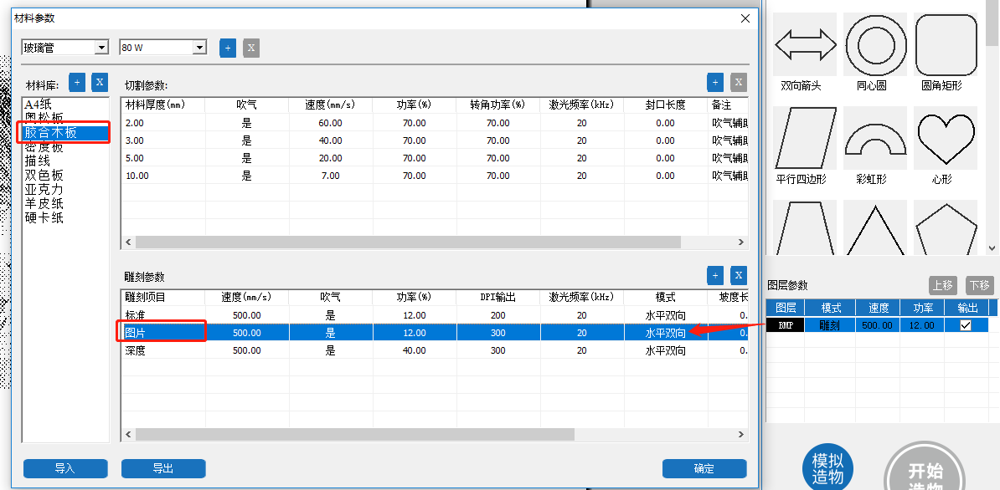 材料参数
玻璃管 80 W + X
材料库: + X
A4纸
奥松板
胶合木板
密度板
描线
双色板
亚克力
羊皮纸
硬卡纸
切割参数: + X
材料厚度(mm) 吹气 速度(mm/s) 功率(%) 转角功率(%) 激光频率(kHz) 封口长度 备注
2.00 是 60.00 70.00 70.00 20 0.00 吹气辅助
3.00 是 40.00 70.00 70.00 20 0.00 吹气辅助
5.00 是 20.00 70.00 70.00 20 0.00 吹气辅助
10.00 是 7.00 70.00 70.00 20 0.00 吹气辅助
雕刻参数 + X
雕刻项目 速度(mm/s) 吹气 功率(%) DPI输出 激光频率(kHz) 模式 坡度长
标准 500.00 是 12.00 200 20 水平双向 0.
图片 500.00 是 12.00 300 20 水平双向 0.
深度 500.00 是 40.00 300 20 水平双向 0.
导入 导出 确定
双向箭头 同心圆 圆角矩形
平行四边形 彩虹形 心形
图层参数 上移 下移
图层 模式 速度 功率 输出
BMP 雕刻 500.00 12.00
模拟
造物
开始
造物